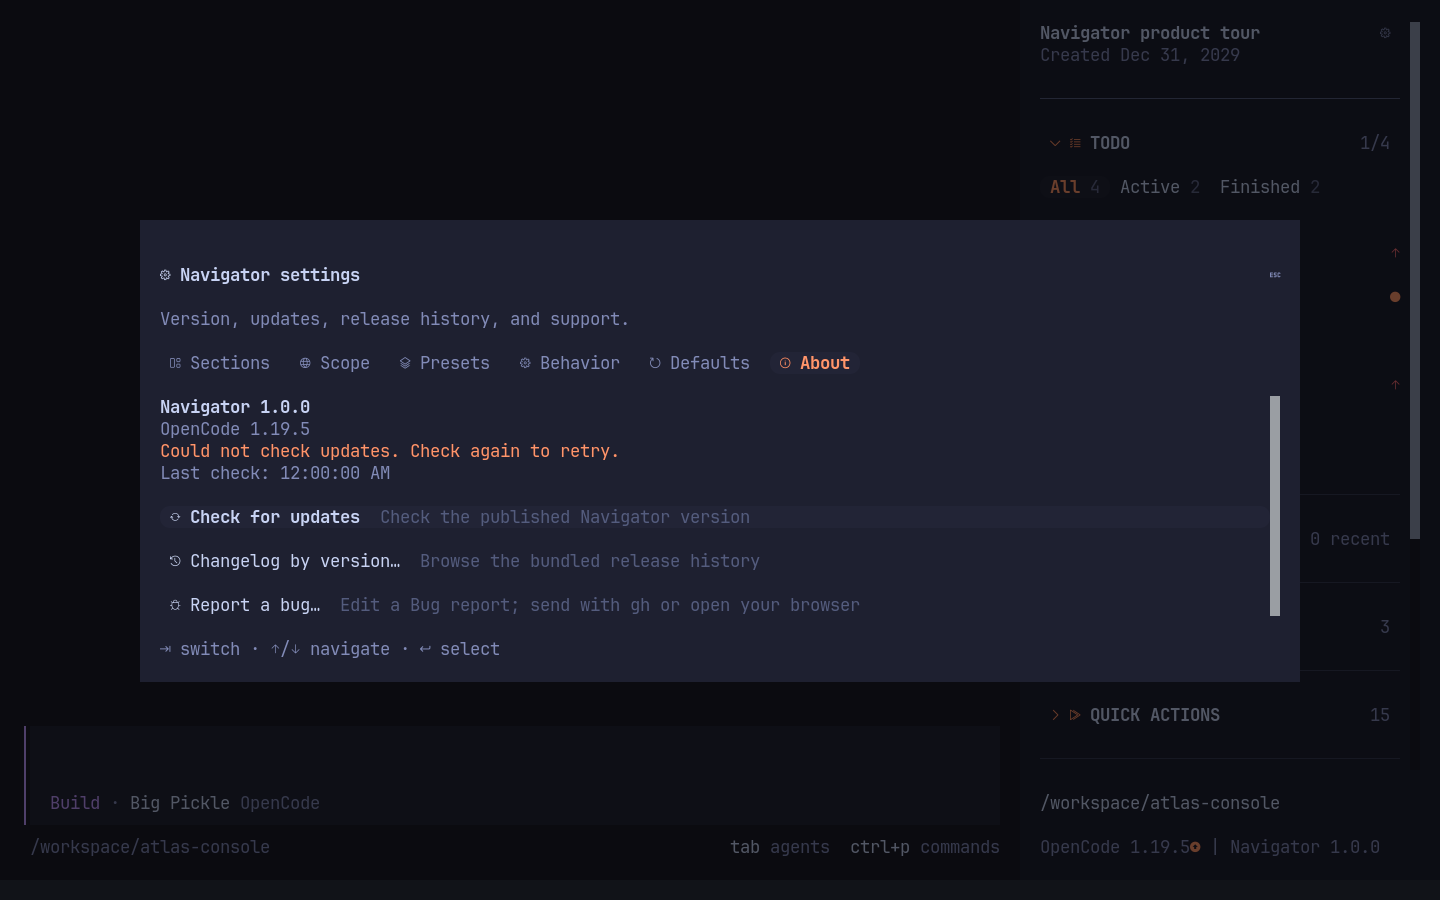 Navigator product tour
Created Dec 31, 2029
TODO 1/4
All 4 Active 2 Finished 2
Navigator settings ESC
Version, updates, release history, and support.
Sections Scope Presets Behavior Defaults About
Navigator 1.0.0
OpenCode 1.19.5
Could not check updates. Check again to retry.
Last check: 12:00:00 AM
Check for updates Check the published Navigator version
Changelog by version… Browse the bundled release history
Report a bug… Edit a Bug report; send with gh or open your browser
⇥ switch · ↑/↓ navigate · ↩ select
0 recent
3
QUICK ACTIONS 15
Build · Big Pickle OpenCode
/workspace/atlas-console
tab agents ctrl+p commands
/workspace/atlas-console
OpenCode 1.19.5 | Navigator 1.0.0